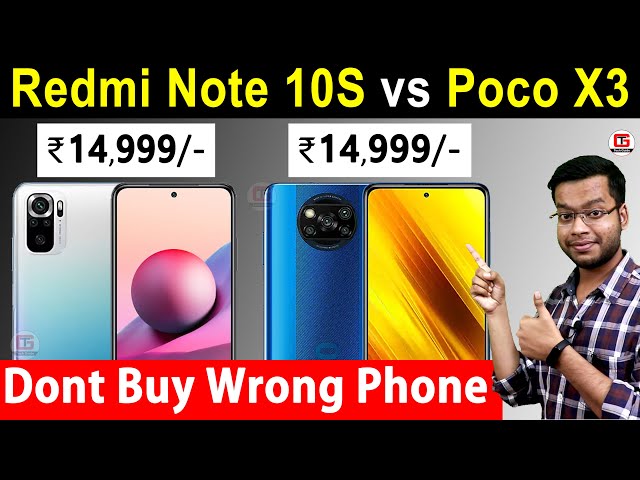 Redmi Note 10S vs Poco X3
₹14,999/- ₹14,999/-
Dont Buy Wrong Phone